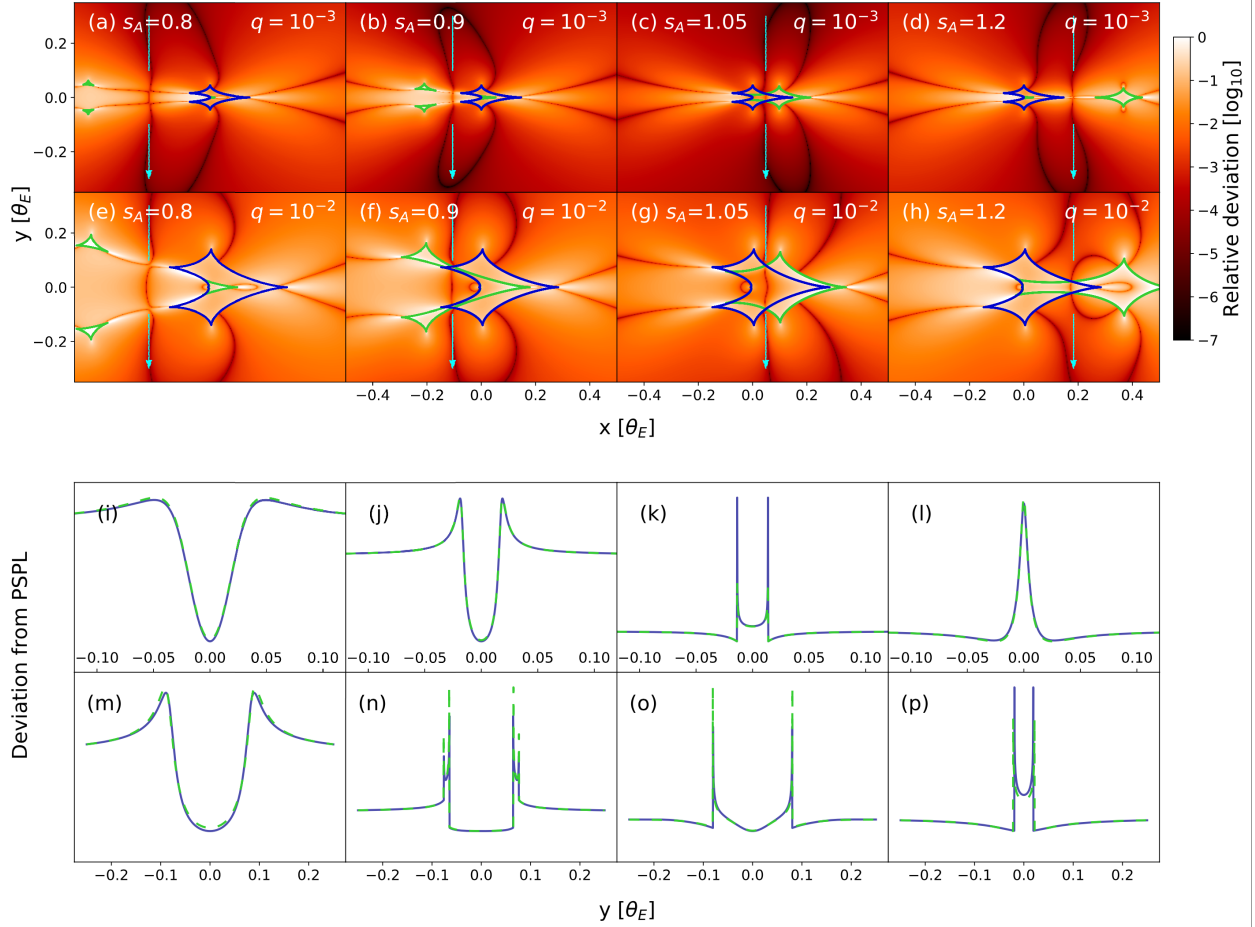 (a) s_A=0.8 q = 10^{-3}
(b) s_A=0.9 q = 10^{-3}
(c) s_A=1.05 q = 10^{-3}
(d) s_A=1.2 q = 10^{-3}
0.2
0.0
−0.2
(e) s_A=0.8 q = 10^{-2}
(f) s_A=0.9 q = 10^{-2}
(g) s_A=1.05 q = 10^{-2}
(h) s_A=1.2 q = 10^{-2}
0.2
0.0
−0.2
y [θ_E]
−0.4 −0.2 0.0 0.2 0.4
−0.4 −0.2 0.0 0.2 0.4
−0.4 −0.2 0.0 0.2 0.4
x [θ_E]
0
−1
−2
−3
−4
−5
−6
−7
Relative deviation [log_{10}]
(i)
(j)
(k)
(l)
−0.10 −0.05 0.00 0.05 0.10
−0.10 −0.05 0.00 0.05 0.10
−0.10 −0.05 0.00 0.05 0.10
−0.10 −0.05 0.00 0.05 0.10
(m)
(n)
(o)
(p)
−0.2 −0.1 0.0 0.1 0.2
−0.2 −0.1 0.0 0.1 0.2
−0.2 −0.1 0.0 0.1 0.2
−0.2 −0.1 0.0 0.1 0.2
Deviation from PSPL
y [θ_E]